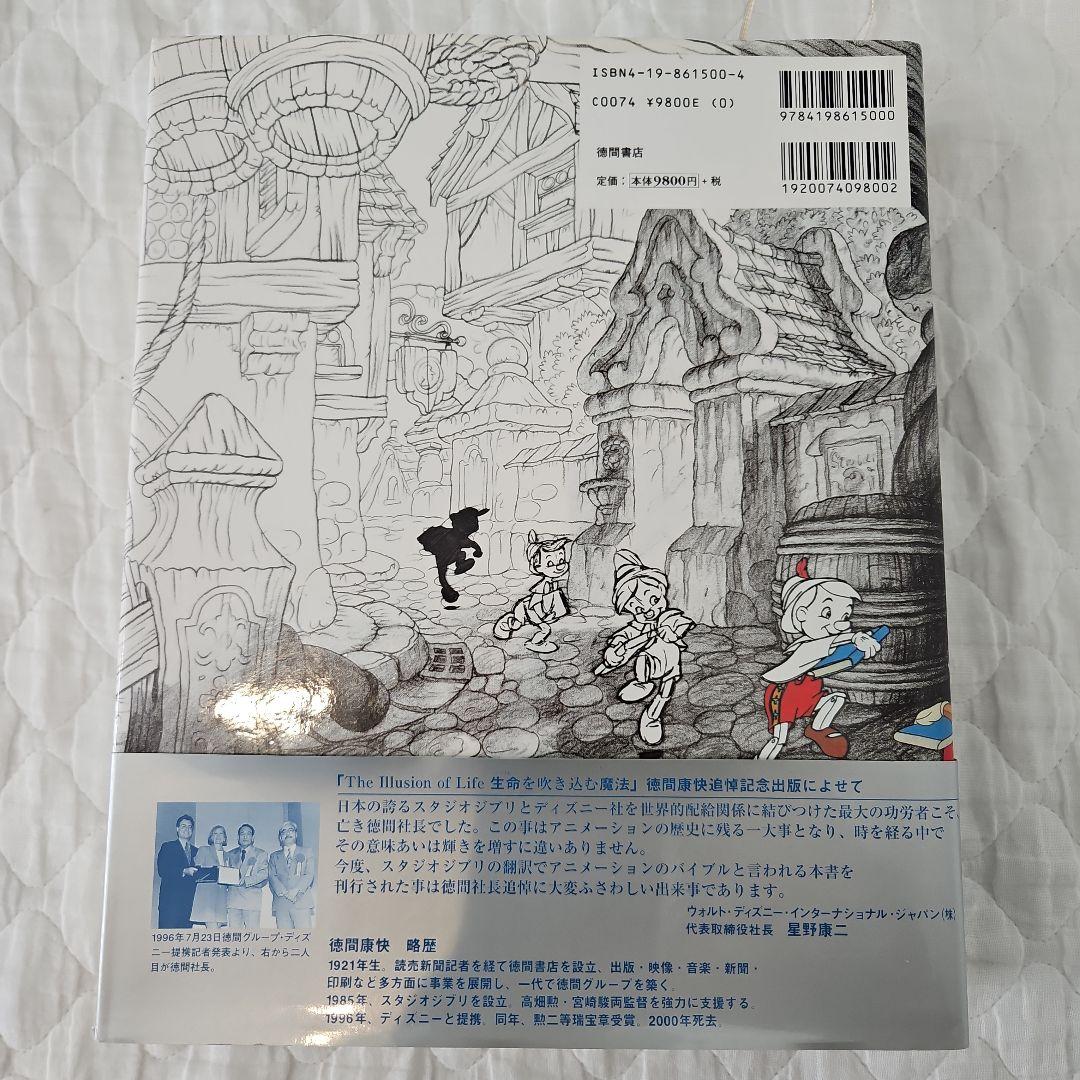 ISBN4-19-861500-4
C0074 ¥9800E (0)
9784198615000
徳間書店
定価：本体9800円+税
1920074098002
『The Illusion of Life 生命を吹き込む魔法』徳間康快追悼記念出版によせて
日本の誇るスタジオジブリとディズニー社を世界的配給関係に結びつけた最大の功労者こそ、
亡き徳間社長でした。この事はアニメーションの歴史に残る一大事となり、時を経る中で
その意味あいは輝きを増すに違いありません。
今度、スタジオジブリの翻訳でアニメーションのバイブルと言われる本書を
刊行された事は徳間社長追悼に大変ふさわしい出来事であります。
ウォルト・ディズニー・インターナショナル・ジャパン(株)
代表取締役社長 星野康二
1996年7月23日徳間グループ・ディズ
ニー提携記者発表より、右から二人
目が徳間社長。
徳間康快 略歴
1921年生。読売新聞記者を経て徳間書店を設立、出版・映像・音楽・新聞・
印刷など多方面に事業を展開し、一代で徳間グループを築く。
1985年、スタジオジブリを設立。高畑勲・宮崎駿両監督を強力に支援する。
1996年、ディズニーと提携。同年、勲二等瑞宝章受賞。2000年死去。